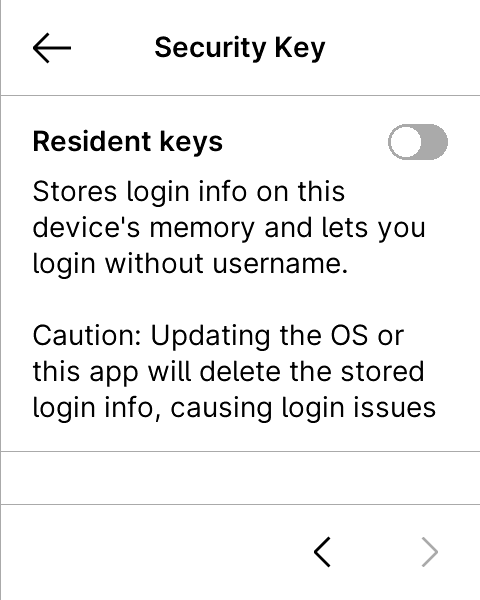 Security Key
Resident keys
Stores login info on this
device's memory and lets you
login without username.
Caution: Updating the OS or
this app will delete the stored
login info, causing login issues